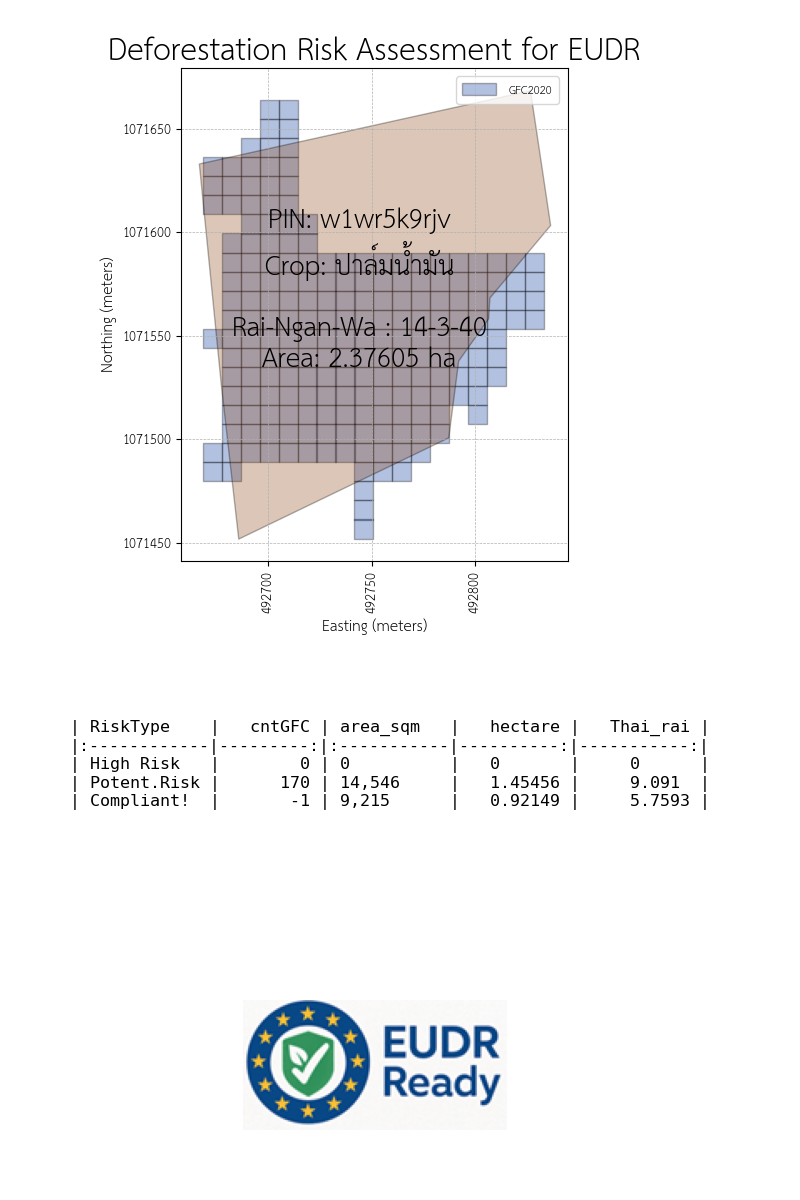 Deforestation Risk Assessment for EUDR
GFC2020
1071650
1071600
1071550
1071500
1071450
Northing (meters)
PIN: w1wr5k9rjv
Crop: ปาล์มน้ำมัน
Rai-Ngan-Wa : 14-3-40
Area: 2.37605 ha
492700
492750
492800
Easting (meters)
| RiskType    |   cntGFC | area_sqm   |   hectare |   Thai_rai |
|:------------|---------:|:-----------|----------:|-----------:|
| High Risk   |        0 | 0          |   0       |     0      |
| Potent.Risk |      170 | 14,546     |   1.45456 |     9.091  |
| Compliant!  |       -1 | 9,215      |   0.92149 |     5.7593 |
EUDR
Ready